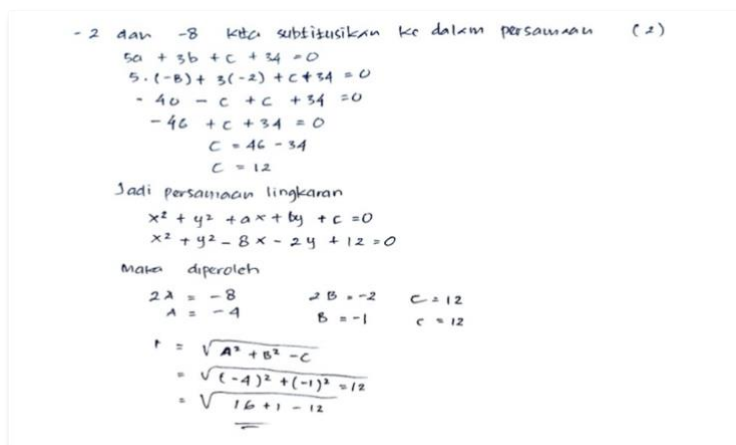 -2 dan -8 kita subtitusikan ke dalam persamaan (2)
5a + 3b + c + 34 = 0
5.(-8) + 3(-2) + c + 34 = 0
- 40 - 6 + c + 34 = 0
- 46 + c + 34 = 0
c = 46 - 34
c = 12
Jadi persamaan lingkaran
x² + y² + ax + by + c = 0
x² + y² - 8x - 2y + 12 = 0
Maka diperoleh
2A = -8 2B = -2 C = 12
A = -4 B = -1 C = 12
r = √A² + B² - C
= √(-4)² + (-1)² - 12
= √16 + 1 - 12